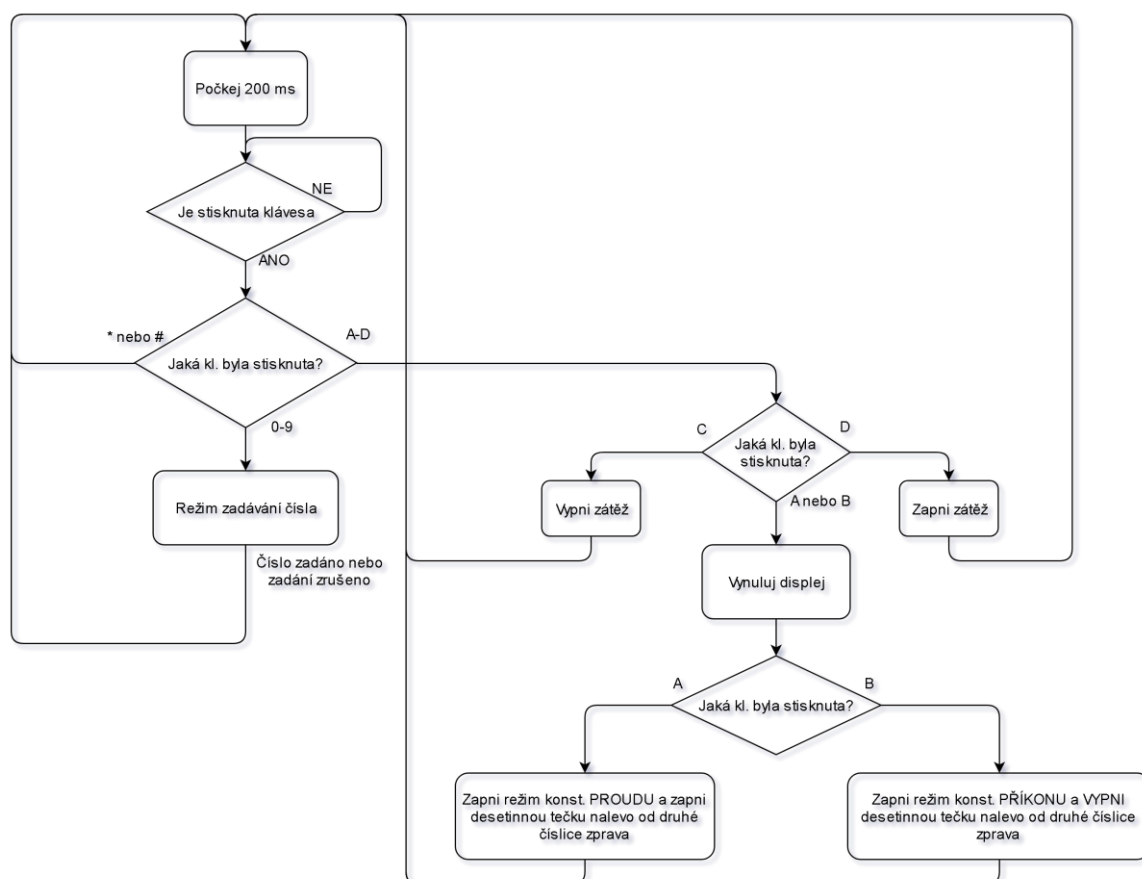 Počkej 200 ms
NE
Je stisknuta klávesa
ANO
* nebo #
A-D
Jaká kl. byla stisknuta?
0-9
C
D
Jaká kl. byla
stisknuta?
Režim zadávání čísla
Vypni zátěž
A nebo B
Zapni zátěž
Číslo zadáno nebo
zadání zrušeno
Vynuluj displej
A
B
Jaká kl. byla stisknuta?
Zapni režim konst. PROUDU a zapni
desetinnou tečku nalevo od druhé
číslice zprava
Zapni režim konst. PŘÍKONU a VYPNI
desetinnou tečku nalevo od druhé číslice
zprava